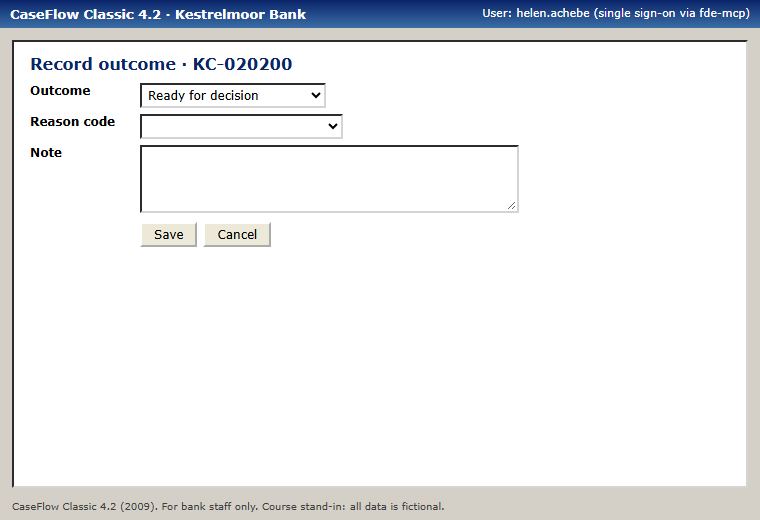 CaseFlow Classic 4.2 · Kestrelmoor Bank
User: helen.achebe (single sign-on via fde-mcp)
Record outcome · KC-020200
Outcome
Ready for decision
Reason code
Note
Save
Cancel
CaseFlow Classic 4.2 (2009). For bank staff only. Course stand-in: all data is fictional.